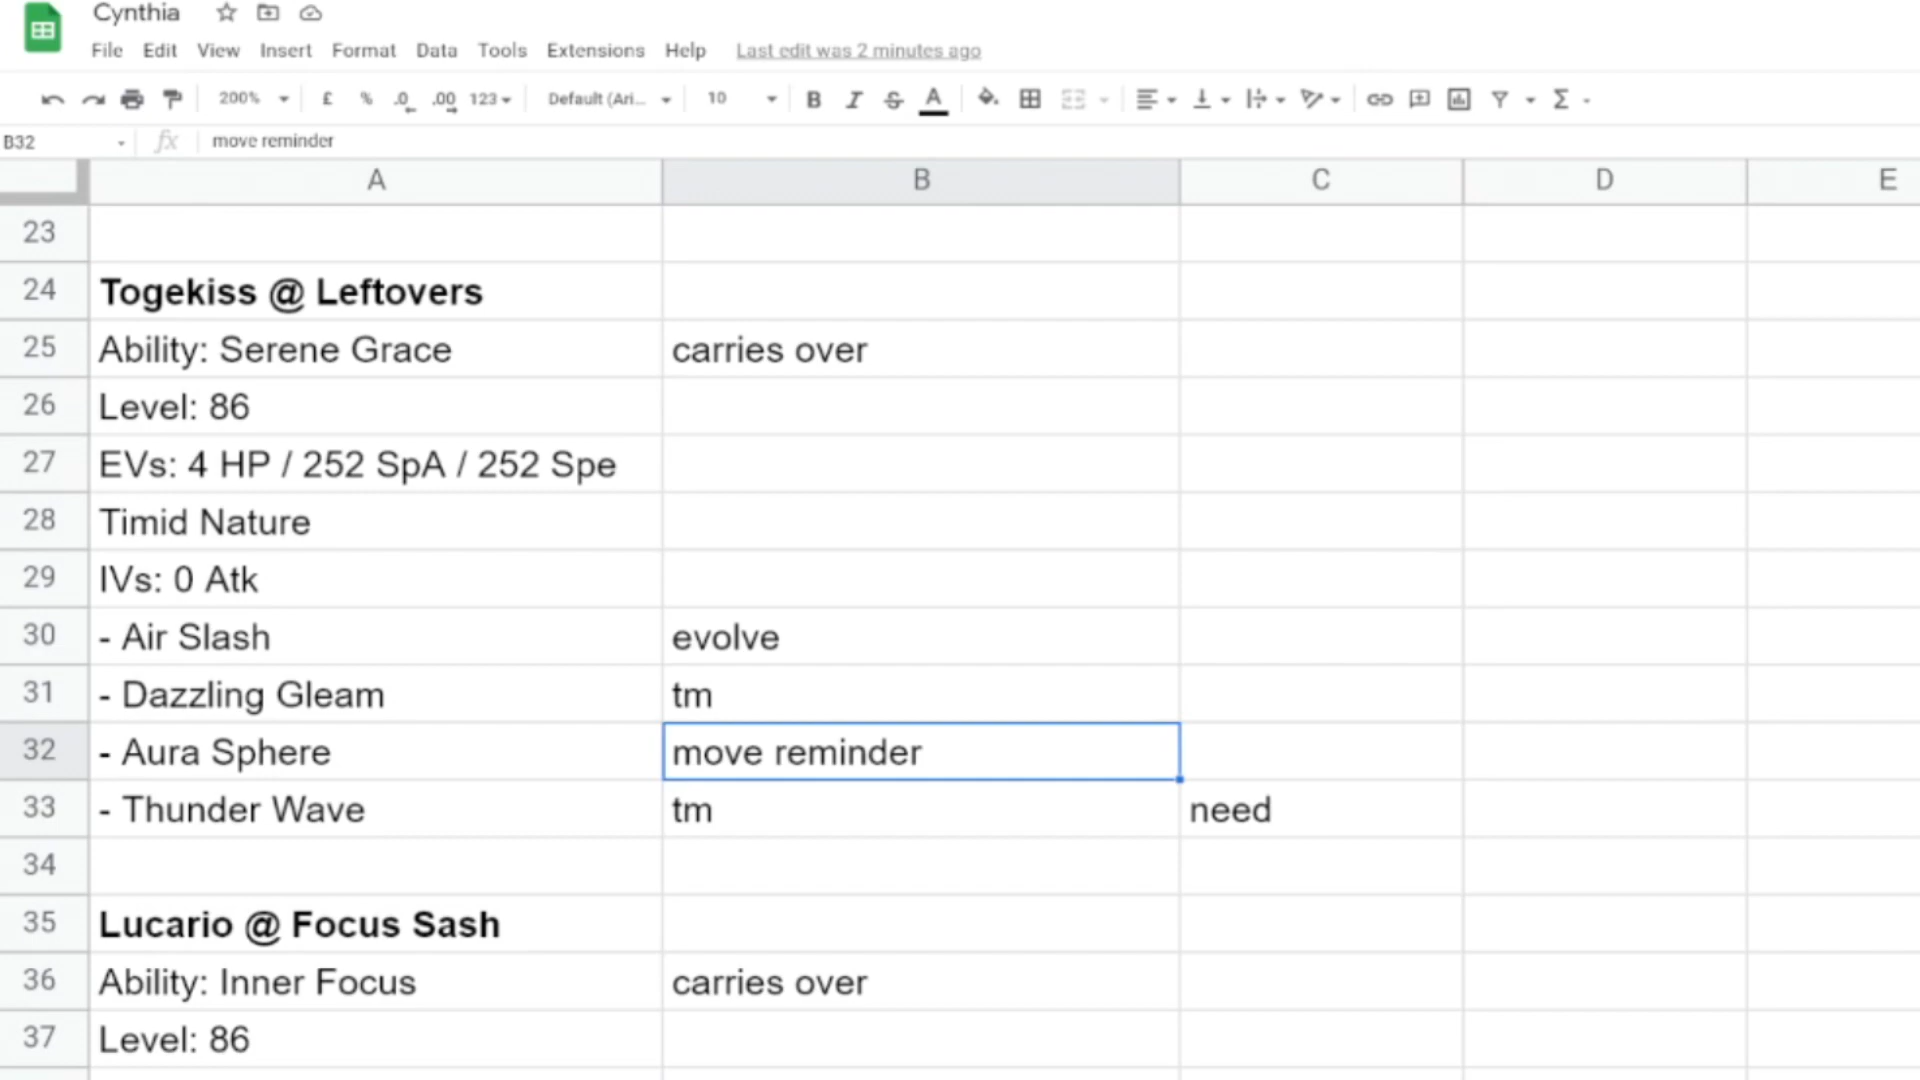 Cynthia
File Edit View Insert Format Data Tools Extensions Help Last edit was 2 minutes ago
200% £ % .0 .00 123 Default (Ari... 10 B I S A Σ
B32 fx move reminder
A B C D E
23
24 Togekiss @ Leftovers
25 Ability: Serene Grace carries over
26 Level: 86
27 EVs: 4 HP / 252 SpA / 252 Spe
28 Timid Nature
29 IVs: 0 Atk
30 - Air Slash evolve
31 - Dazzling Gleam tm
32 - Aura Sphere move reminder
33 - Thunder Wave tm need
34
35 Lucario @ Focus Sash
36 Ability: Inner Focus carries over
37 Level: 86